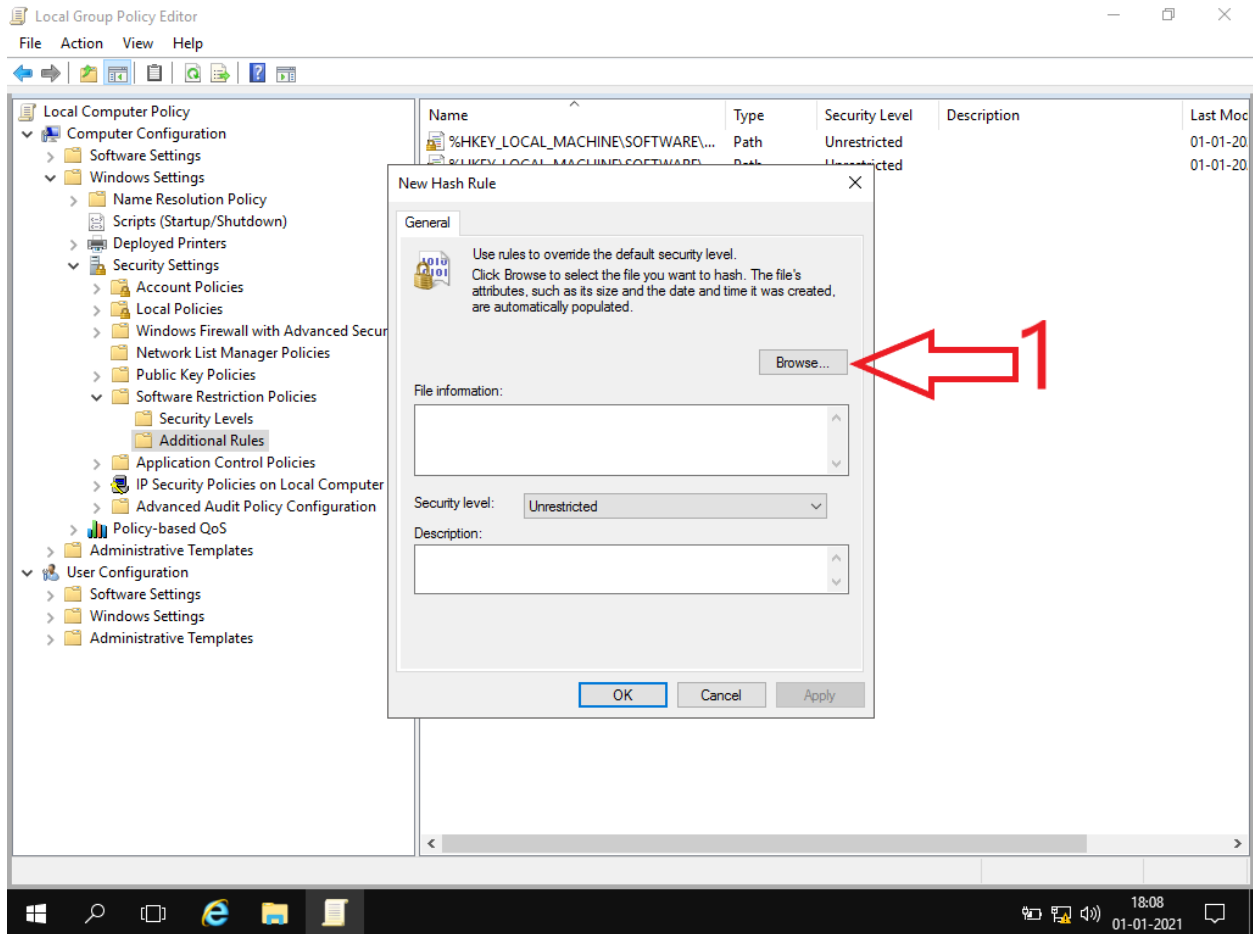 Local Group Policy Editor
File Action View Help
Local Computer Policy
Computer Configuration
Software Settings
Windows Settings
Name Resolution Policy
Scripts (Startup/Shutdown)
Deployed Printers
Security Settings
Account Policies
Local Policies
Windows Firewall with Advanced Secur
Network List Manager Policies
Public Key Policies
Software Restriction Policies
Security Levels
Additional Rules
Application Control Policies
IP Security Policies on Local Computer
Advanced Audit Policy Configuration
Policy-based QoS
Administrative Templates
User Configuration
Software Settings
Windows Settings
Administrative Templates
Name Type Security Level Description Last Moc
%HKEY_LOCAL_MACHINE\SOFTWARE\... Path Unrestricted 01-01-20
%HKEY_LOCAL_MACHINE\SOFTWARE\... Path Unrestricted 01-01-20
New Hash Rule
General
Use rules to override the default security level.
Click Browse to select the file you want to hash. The file's
attributes, such as its size and the date and time it was created,
are automatically populated.
Browse...
1
File information:
Security level: Unrestricted
Description:
OK Cancel Apply
18:08
01-01-2021